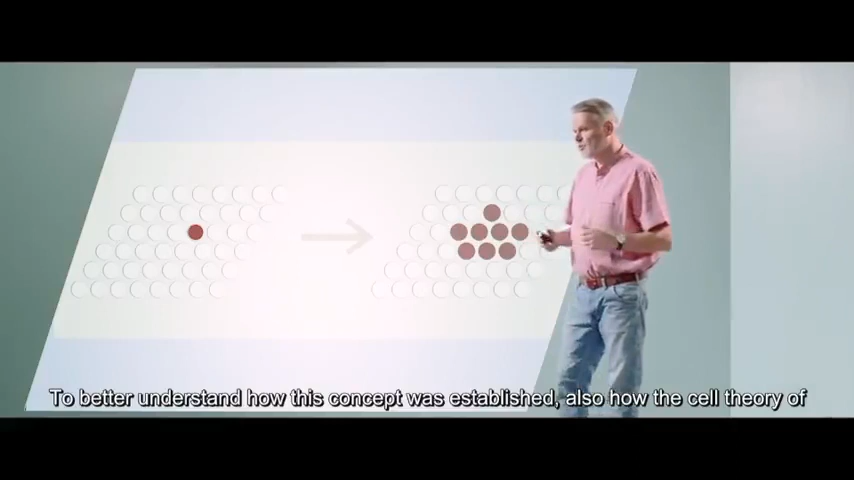 To better understand how this concept was established, also how the cell theory of